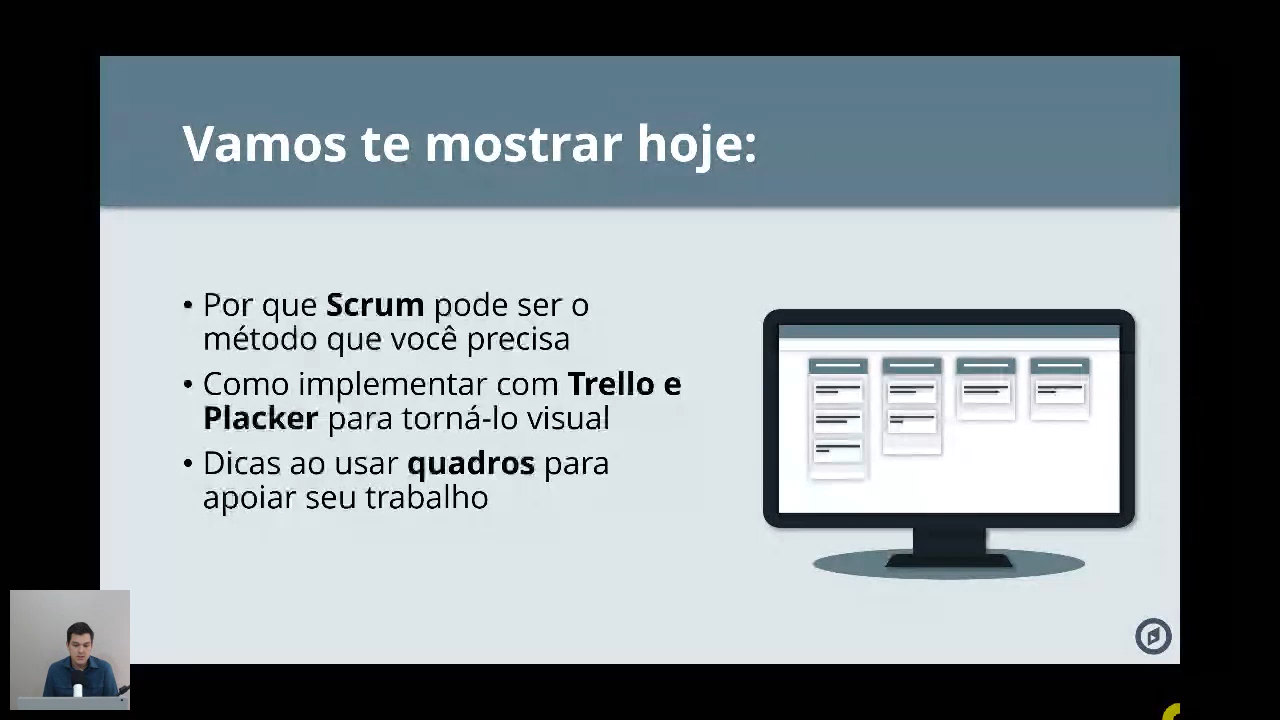 Vamos te mostrar hoje:
• Por que Scrum pode ser o
método que você precisa
• Como implementar com Trello e
Placker para torná-lo visual
• Dicas ao usar quadros para
apoiar seu trabalho